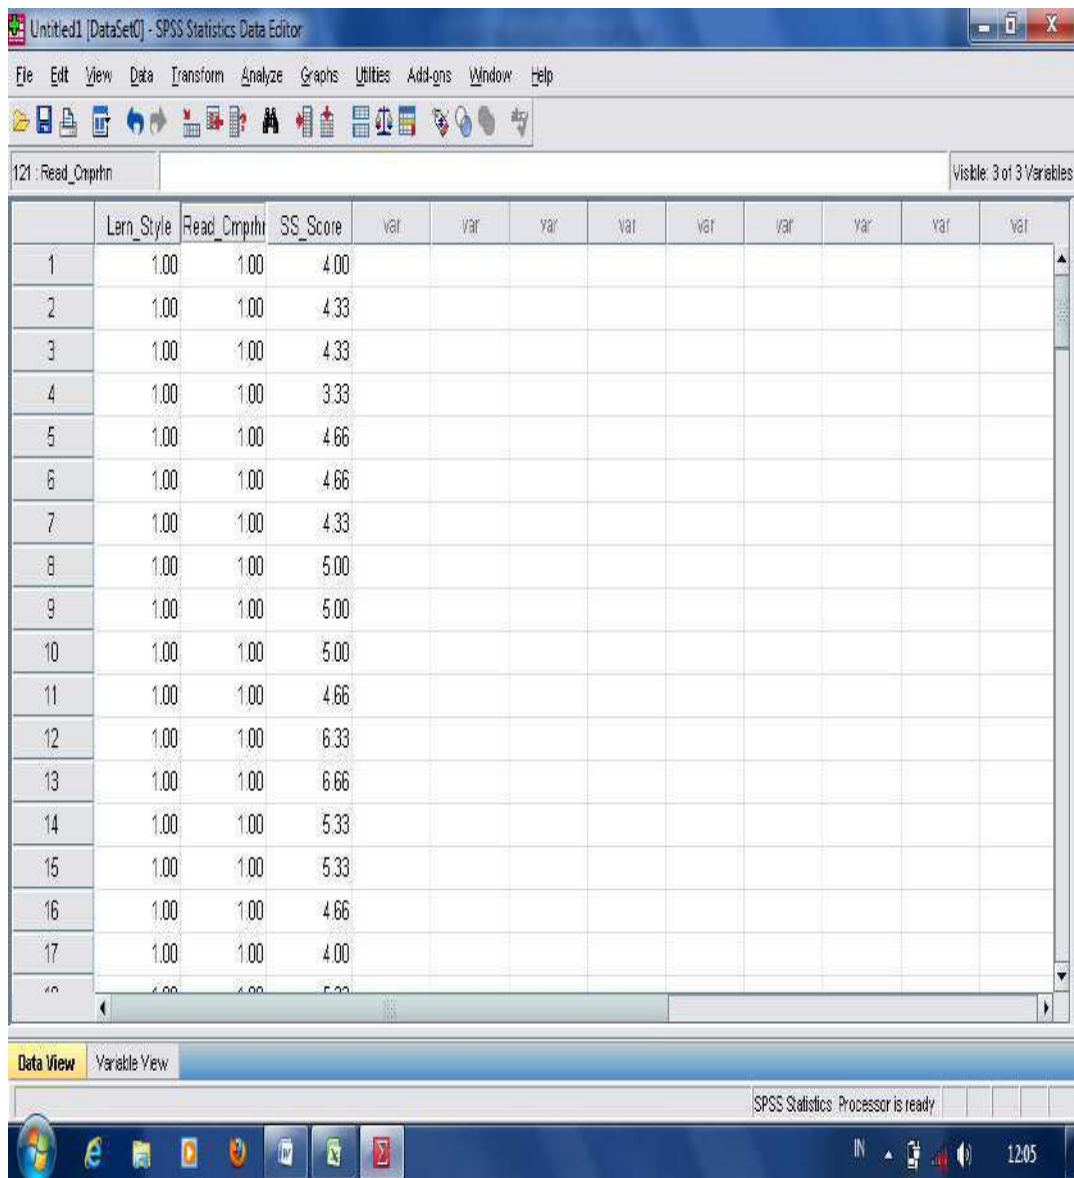 Untitled1 [DataSet0] - SPSS Statistics Data Editor
File Edit View Data Transform Analyze Graphs Utilities Add-ons Window Help
121 : Read_Cmprhn Visible: 3 of 3 Variables
Lern_Style Read_Cmprhn SS_Score var var var var var var var var var
1 1.00 1.00 4.00
2 1.00 1.00 4.33
3 1.00 1.00 4.33
4 1.00 1.00 3.33
5 1.00 1.00 4.66
6 1.00 1.00 4.66
7 1.00 1.00 4.33
8 1.00 1.00 5.00
9 1.00 1.00 5.00
10 1.00 1.00 5.00
11 1.00 1.00 4.66
12 1.00 1.00 6.33
13 1.00 1.00 6.66
14 1.00 1.00 5.33
15 1.00 1.00 5.33
16 1.00 1.00 4.66
17 1.00 1.00 4.00
Data View Variable View
SPSS Statistics Processor is ready
IN 12:05